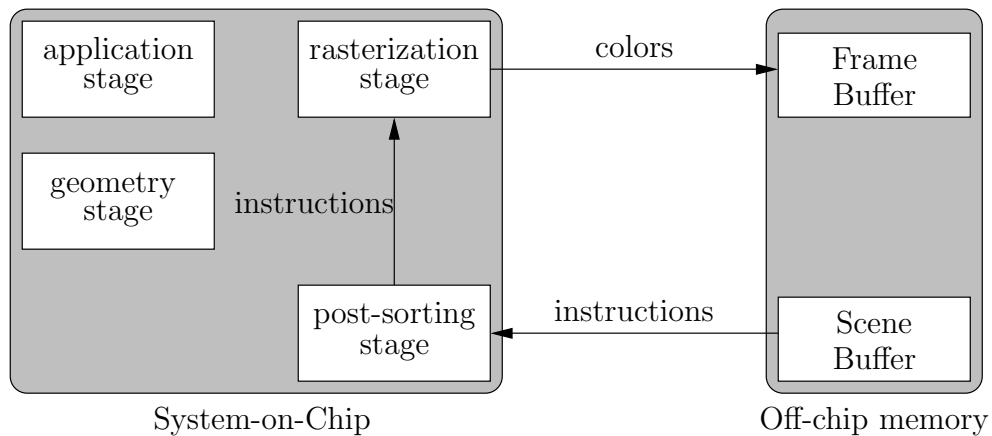 application
stage
rasterization
stage
colors
Frame
Buffer
geometry
stage
instructions
post-sorting
stage
instructions
Scene
Buffer
System-on-Chip
Off-chip memory